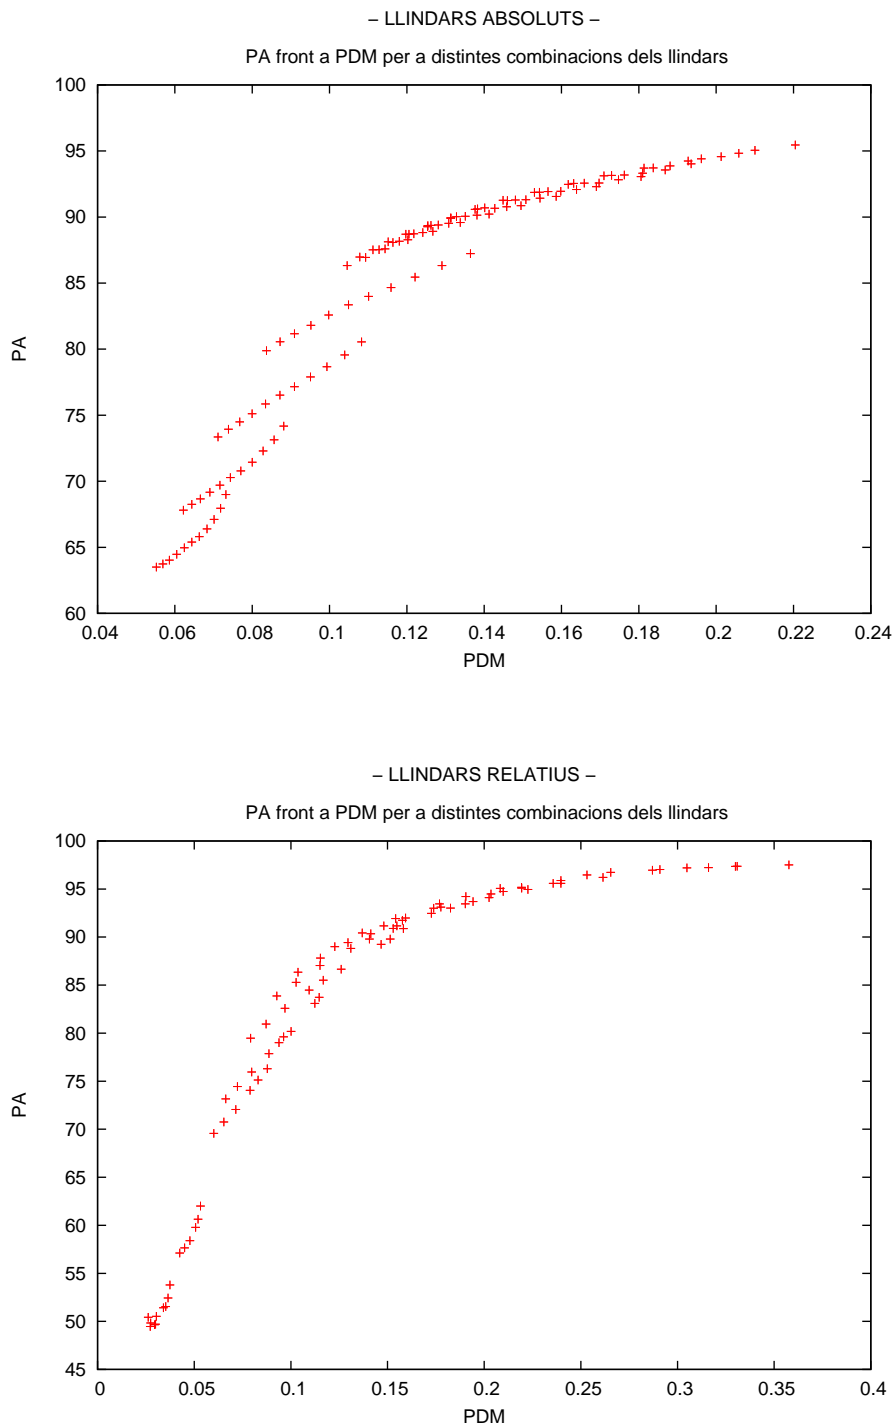 – LLINDARS ABSOLUTS –
PA front a PDM per a distintes combinacions dels llindars
100
95
90
85
80
75
70
65
60
PA
0.04 0.06 0.08 0.1 0.12 0.14 0.16 0.18 0.2 0.22 0.24
PDM
– LLINDARS RELATIUS –
PA front a PDM per a distintes combinacions dels llindars
100
95
90
85
80
75
70
65
60
55
50
45
PA
0 0.05 0.1 0.15 0.2 0.25 0.3 0.35 0.4
PDM